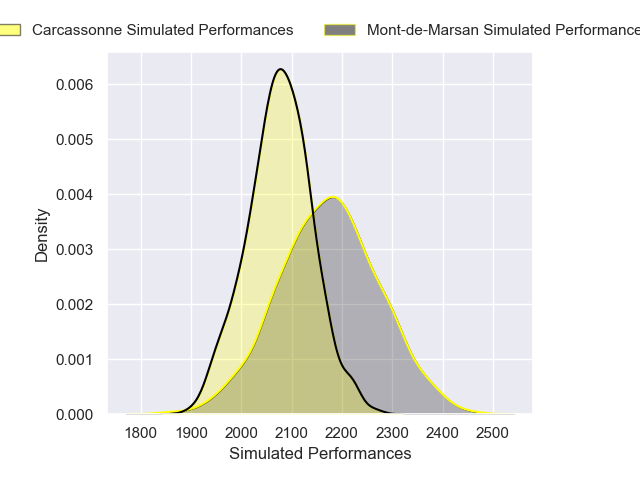 Carcassonne Simulated Performances Mont-de-Marsan Simulated Performance
0.006
0.005
0.004
0.003
0.002
0.001
0.000
Density
1800 1900 2000 2100 2200 2300 2400 2500
Simulated Performances